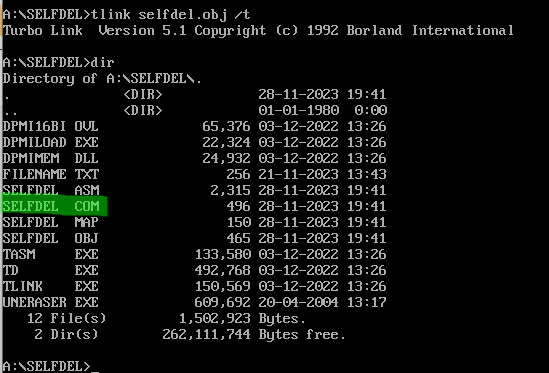 A:\SELFDEL>tlink selfdel.obj /t
Turbo Link  Version 5.1 Copyright (c) 1992 Borland International

A:\SELFDEL>dir
Directory of A:\SELFDEL\.
.                <DIR>            28-11-2023 19:41
..               <DIR>            01-01-1980  0:00
DPMI16BI OVL             65,376 03-12-2022 13:26
DPMILOAD EXE             22,324 03-12-2022 13:26
DPMIMEM  DLL             24,932 03-12-2022 13:26
FILENAME TXT                256 21-11-2023 13:43
SELFDEL  ASM              2,315 28-11-2023 19:41
SELFDEL  COM                496 28-11-2023 19:41
SELFDEL  MAP                150 28-11-2023 19:41
SELFDEL  OBJ                465 28-11-2023 19:41
TASM     EXE            133,580 03-12-2022 13:26
TD       EXE            492,768 03-12-2022 13:26
TLINK    EXE            150,569 03-12-2022 13:26
UNERASER EXE            609,692 20-04-2004 13:17
   12 File(s)          1,502,923 Bytes.
    2 Dir(s)         262,111,744 Bytes free.

A:\SELFDEL>_